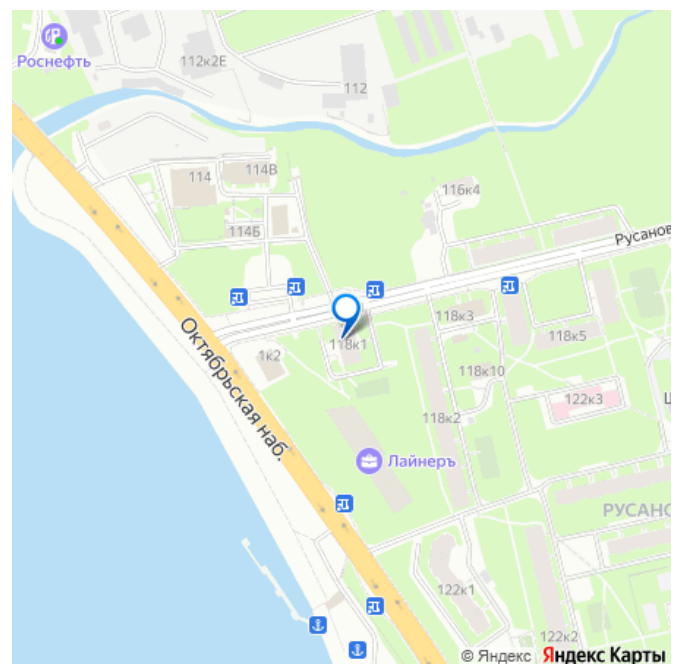 Роснефть
112к2Е
112
114В
114
116к4
114Б
Русанов
118к3
118к1
118к5
1к2
118к10
Октябрьская наб.
122к3
Ш
118к2
Лайнеръ
РУСАНО
122к1
122к2
© Яндекс Яндекс Карты